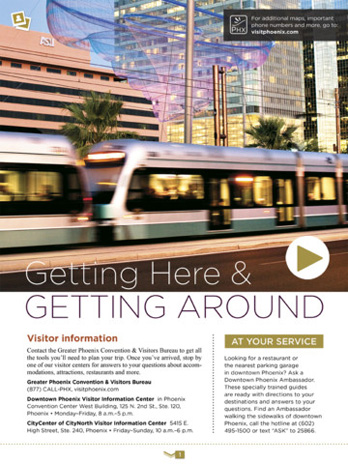 For additional maps, important
phone numbers and more, go to
visitphoenix.com
PHX
Getting Here &
GETTING AROUND
Visitor information
Contact the Greater Phoenix Convention & Visitors Bureau to get all
the tools you'll need to plan your trip. Once you've arrived, stop by
one of our visitor centers for answers to your questions about accom-
modations, attractions, restaurants and more.
Greater Phoenix Convention & Visitors Bureau
(877) CALL-PHX, visitphoenix.com
Downtown Phoenix Visitor Information Center in Phoenix
Convention Center West Building, 125 N. 2nd St., Ste. 120,
Phoenix • Monday-Friday, 8 a.m.-5 p.m.
CityCenter of CityNorth Visitor Information Center 5415 E.
High Street, Ste. 240, Phoenix • Friday-Sunday, 10 a.m.-6 p.m.
AT YOUR SERVICE
Looking for a restaurant or
the nearest parking garage
in downtown Phoenix? Ask a
Downtown Phoenix Ambassador.
These specially trained guides
are ready with directions to your
destinations and answers to your
questions. Find an Ambassador
walking the sidewalks of downtown
Phoenix, call the hotline at (602)
495-1500 or text "ASK" to 25866.
1